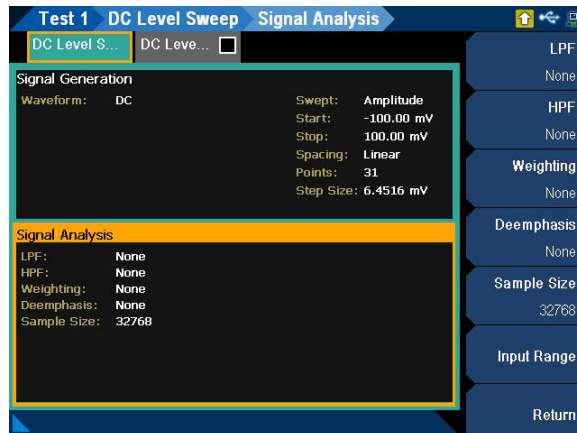 Test 1 DC Level Sweep Signal Analysis
DC Level S... DC Leve...
Signal Generation
Waveform: DC
Swept: Amplitude
Start: -100.00 mV
Stop: 100.00 mV
Spacing: Linear
Points: 31
Step Size: 6.4516 mV
Signal Analysis
LPF: None
HPF: None
Weighting: None
Deemphasis: None
Sample Size: 32768
LPF
None
HPF
None
Weighting
None
Deemphasis
None
Sample Size
32768
Input Range
Return